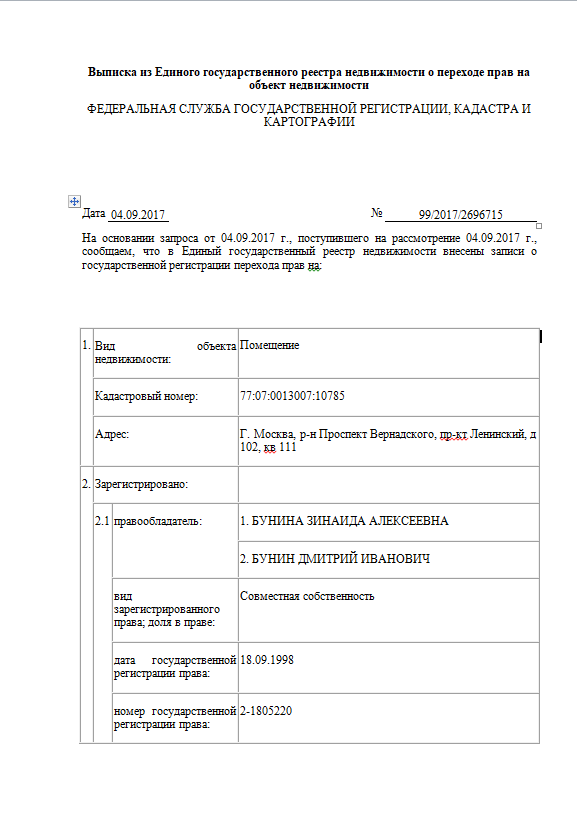 Выписка из Единого государственного реестра недвижимости о переходе прав на
объект недвижимости
ФЕДЕРАЛЬНАЯ СЛУЖБА ГОСУДАРСТВЕННОЙ РЕГИСТРАЦИИ, КАДАСТРА И
КАРТОГРАФИИ
Дата 04.09.2017 № 99/2017/2696715
На основании запроса от 04.09.2017 г., поступившего на рассмотрение 04.09.2017 г.,
сообщаем, что в Единый государственный реестр недвижимости внесены записи о
государственной регистрации перехода прав на:
1. Вид объекта
недвижимости:
Помещение
Кадастровый номер: 77:07:0013007:10785
Адрес: Г. Москва, р-н Проспект Вернадского, пр-кт Ленинский, д
102, кв 111
2. Зарегистрировано:
2.1 правообладатель: 1. БУНИНА ЗИНАИДА АЛЕКСЕЕВНА
2. БУНИН ДМИТРИЙ ИВАНОВИЧ
вид
зарегистрированного
права; доля в праве:
Совместная собственность
дата государственной
регистрации права:
18.09.1998
номер государственной
регистрации права:
2-1805220